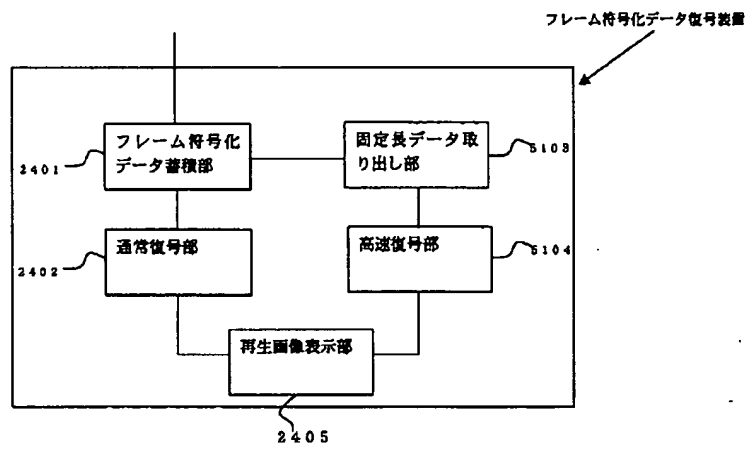 フレーム符号化データ復号装置
フレーム符号化
データ蓄積部
2401
固定長データ取
り出し部
5103
通常復号部
2402
高速復号部
5104
再生画像表示部
2405